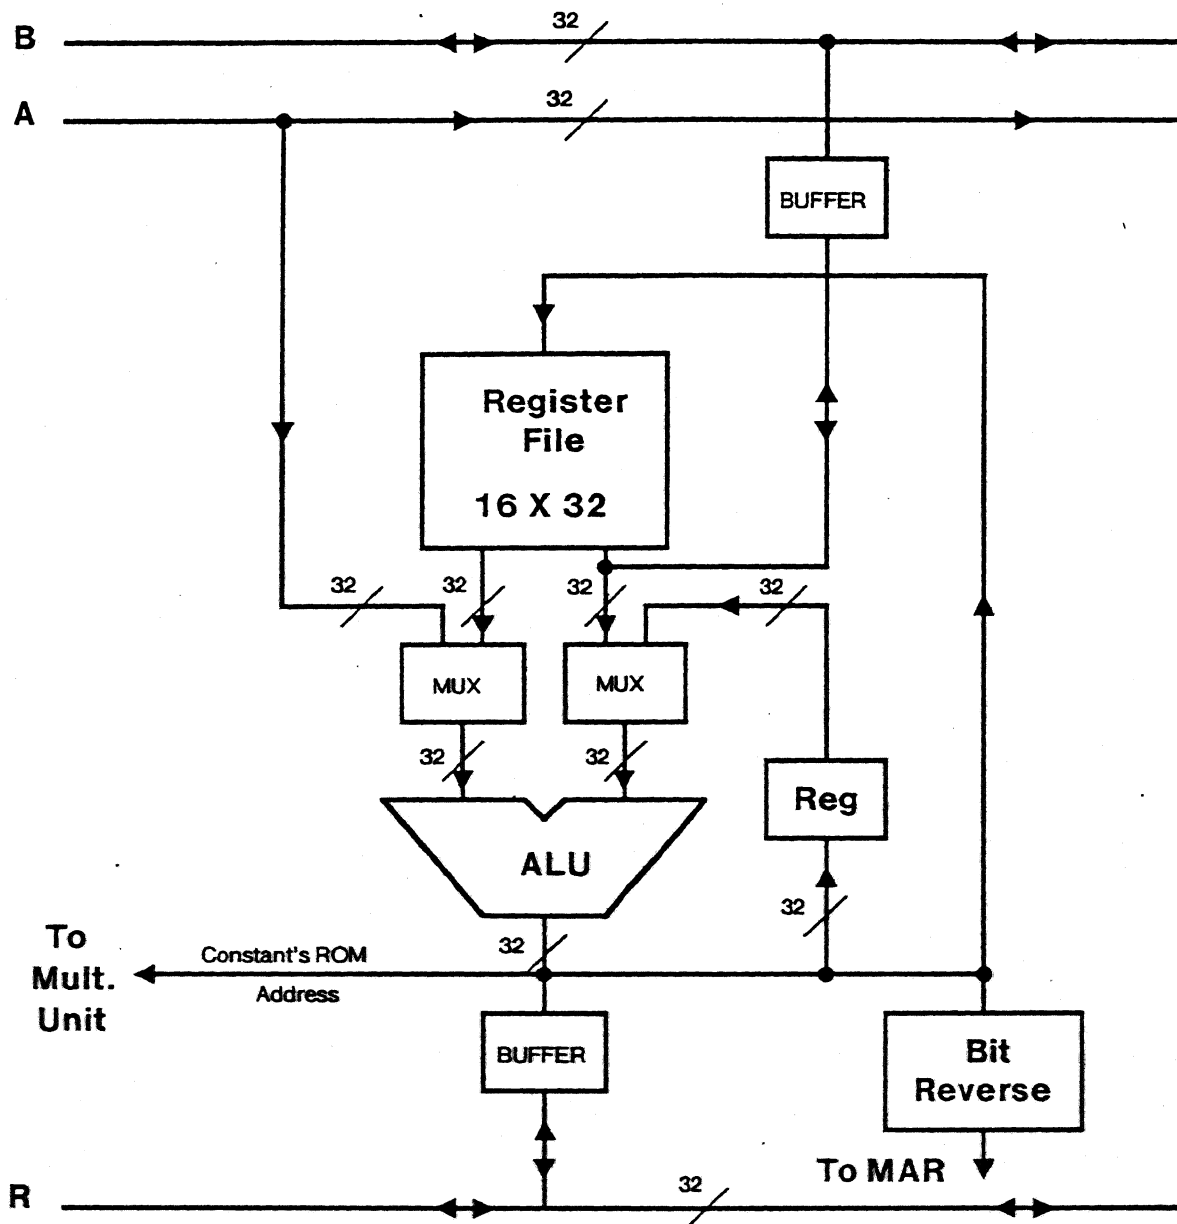 B
32
A
32
BUFFER
Register
File
16 X 32
32
32
32
32
MUX
MUX
32
32
Reg
ALU
32
32
To
Mult.
Unit
Constant's ROM
Address
BUFFER
Bit
Reverse
To MAR
R
32